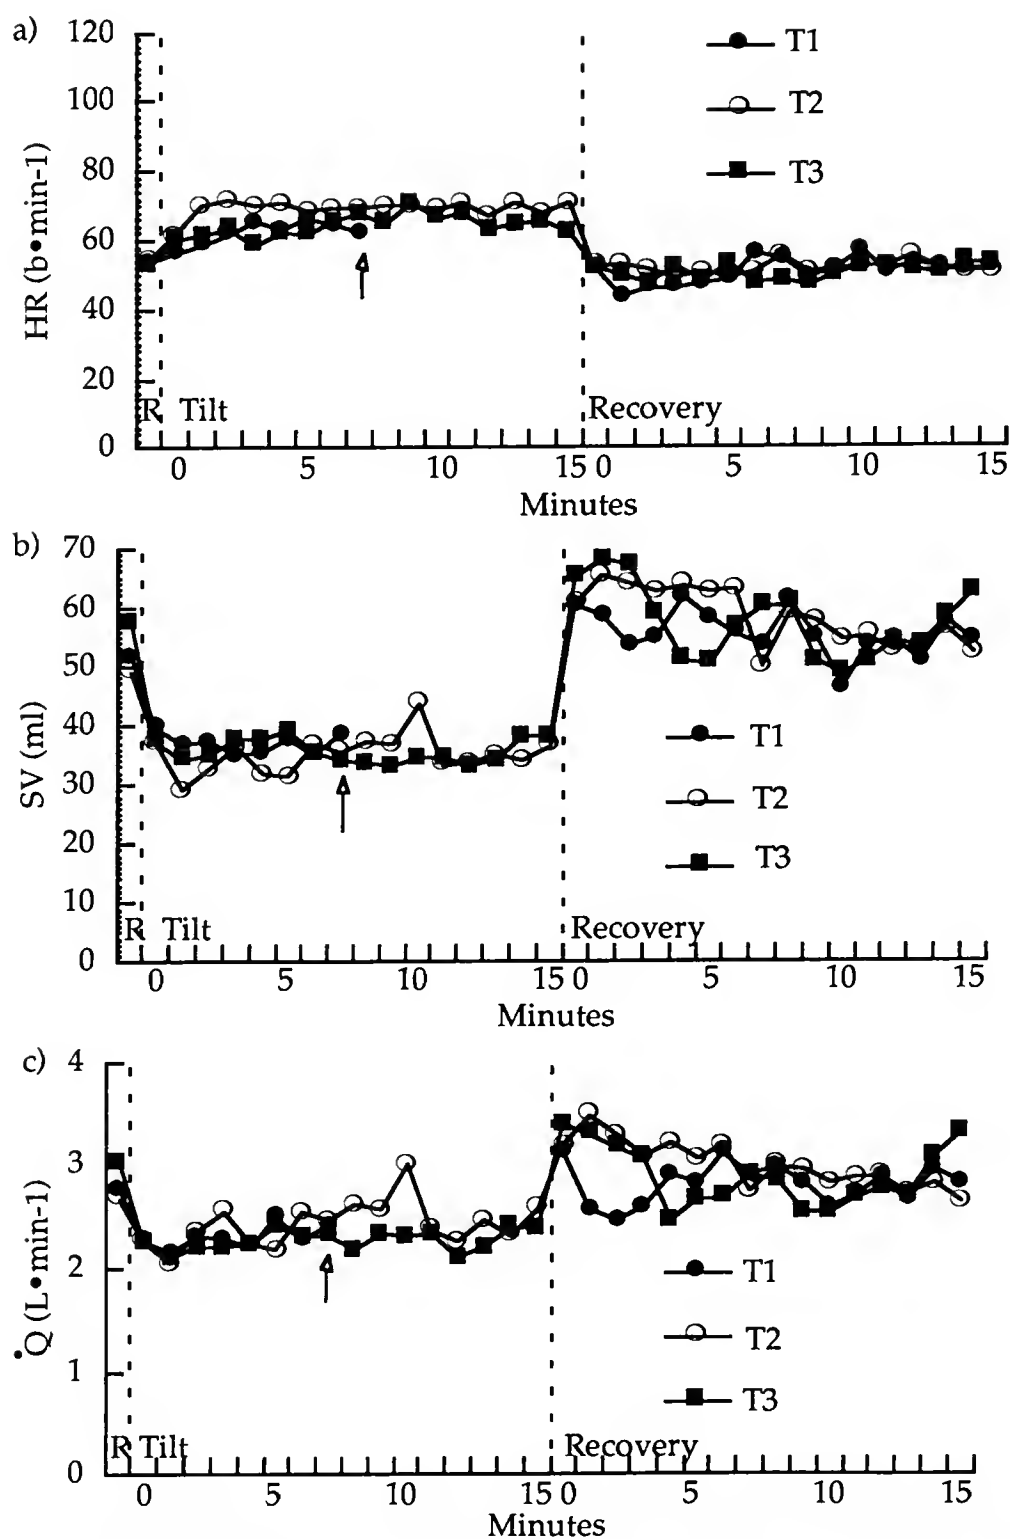 a)
120
100
80
60
40
20
0
HR (b•min-1)
T1
T2
T3
R Tilt
Recovery
0 5 10 15 0 5 10 15
Minutes
b)
70
60
50
40
30
20
10
0
SV (ml)
T1
T2
T3
R Tilt
Recovery
0 5 10 15 0 5 10 15
Minutes
c)
4
3
2
1
0
Q̇ (L•min-1)
T1
T2
T3
R Tilt
Recovery
0 5 10 15 0 5 10 15
Minutes